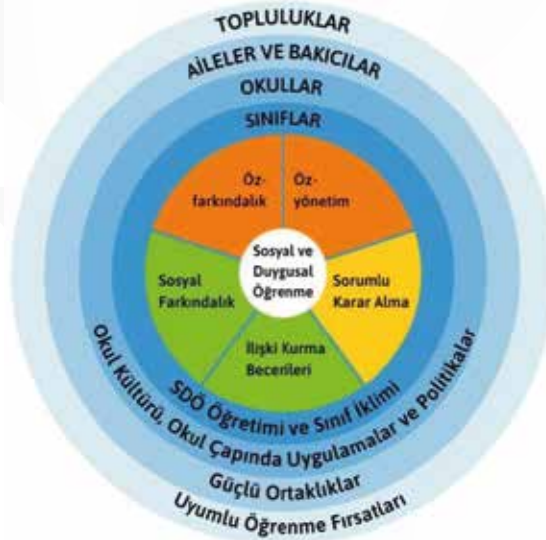 TOPLULUKLAR
AİLELER VE BAKICILAR
OKULLAR
SINIFLAR
Öz-
farkındalık
Öz-
yönetim
Sosyal ve
Duygusal
Öğrenme
Sosyal
Farkındalık
Sorumlu
Karar Alma
İlişki Kurma
Becerileri
SDÖ Öğretimi ve Sınıf İklimi
Okul Kültürü, Okul Çapında Uygulamalar ve Politikalar
Güçlü Ortaklıklar
Uyumlu Öğrenme Fırsatları